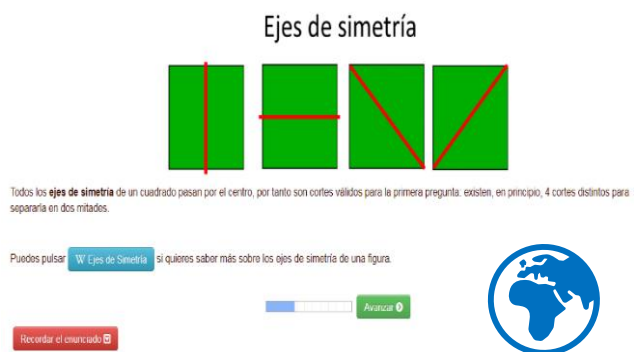 Ejes de simetría
Todos los ejes de simetría de un cuadrado pasan por el centro, por tanto son cortes válidos para la primera pregunta: existen, en principio, 4 cortes distintos para
separarla en dos mitades.
Puedes pulsar W Ejes de Simetría si quieres saber más sobre los ejes de simetría de una figura.
Avanzar
Recordar el enunciado